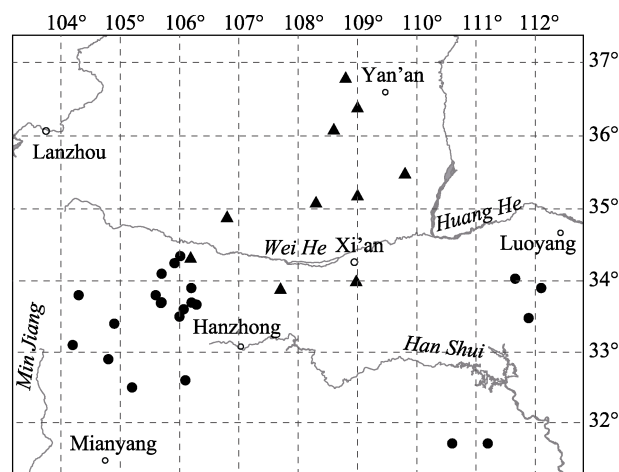 104° 105° 106° 107° 108° 109° 110° 111° 112°
37°
Yan'an
36°
Lanzhou
35°
Huang He
Wei He
Xi'an
Luoyang
34°
Hanzhong
Min Jiang
Han Shui
33°
32°
Mianyang